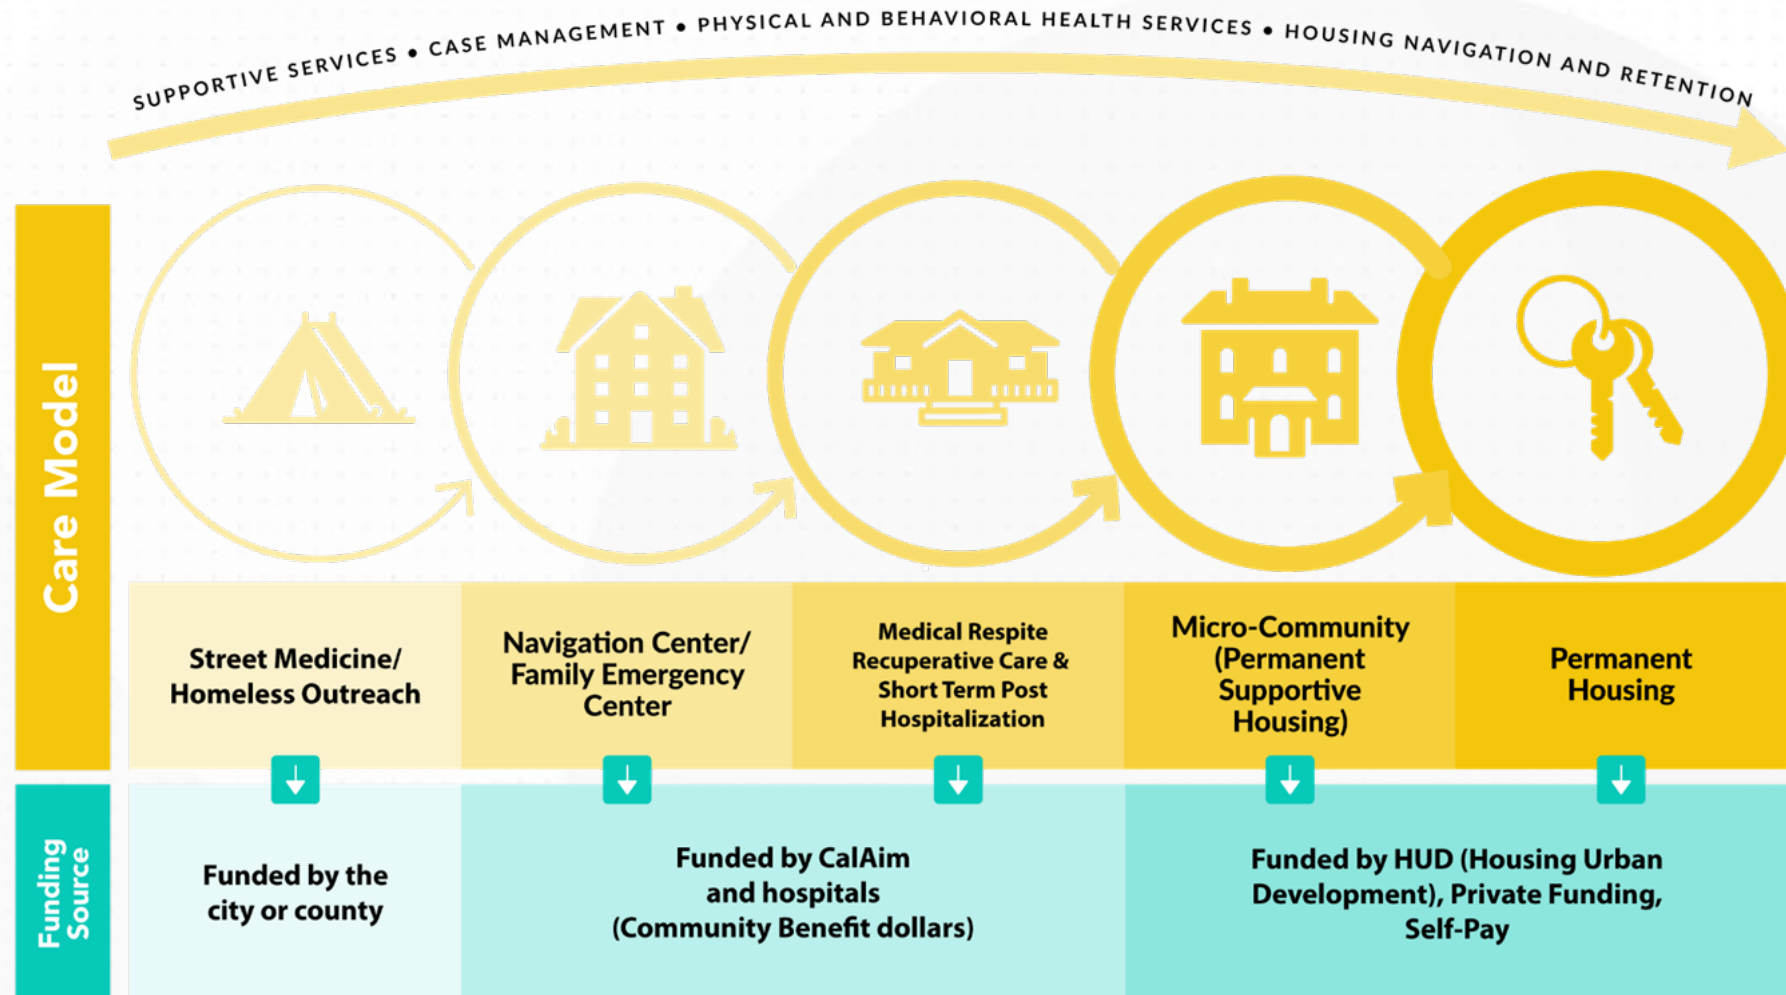 SUPPORTIVE SERVICES • CASE MANAGEMENT • PHYSICAL AND BEHAVIORAL HEALTH SERVICES • HOUSING NAVIGATION AND RETENTION
Care Model
Street Medicine/
Homeless Outreach
Navigation Center/
Family Emergency
Center
Medical Respite
Recuperative Care &
Short Term Post
Hospitalization
Micro-Community
(Permanent
Supportive
Housing)
Permanent
Housing
Funding
Source
Funded by the
city or county
Funded by CalAim
and hospitals
(Community Benefit dollars)
Funded by HUD (Housing Urban
Development), Private Funding,
Self-Pay